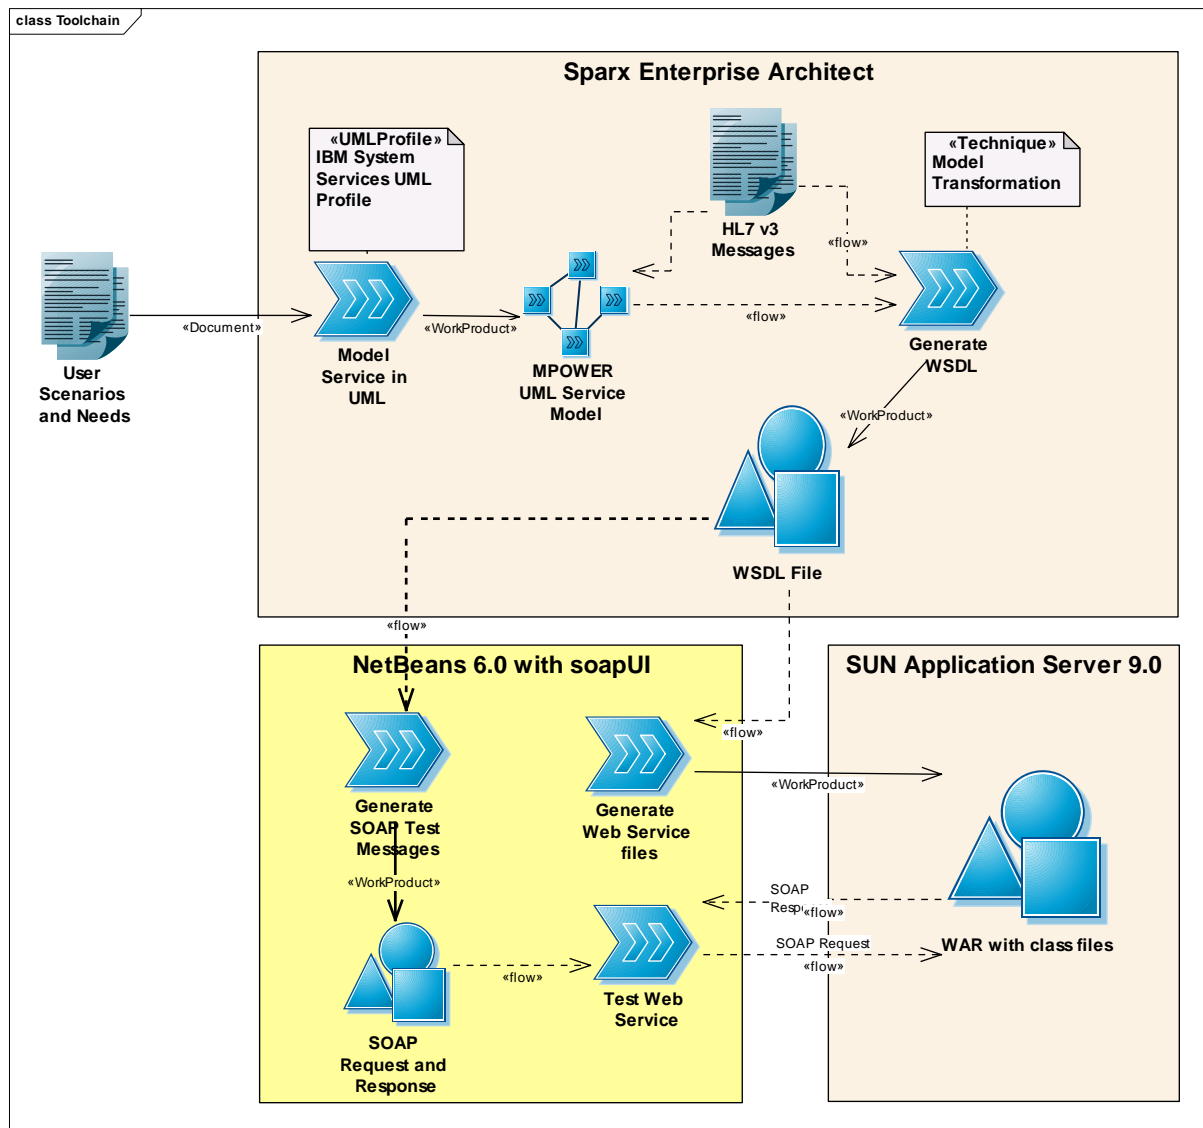 class Toolchain
Sparx Enterprise Architect
«UMLProfile»
IBM System
Services UML
Profile
HL7 v3
Messages
«Technique»
Model
Transformation
«flow»
User
Scenarios
and Needs
«Document»
Model
Service in
UML
«WorkProduct»
MPOWER
UML Service
Model
«flow»
Generate
WSDL
«WorkProduct»
WSDL File
«flow»
NetBeans 6.0 with soapUI
«flow»
SUN Application Server 9.0
Generate
SOAP Test
Messages
Generate
Web Service
files
«WorkProduct»
«WorkProduct»
SOAP
«flow»
SOAP Request
«flow»
WAR with class files
«flow»
Test Web
Service
SOAP
Request and
Response